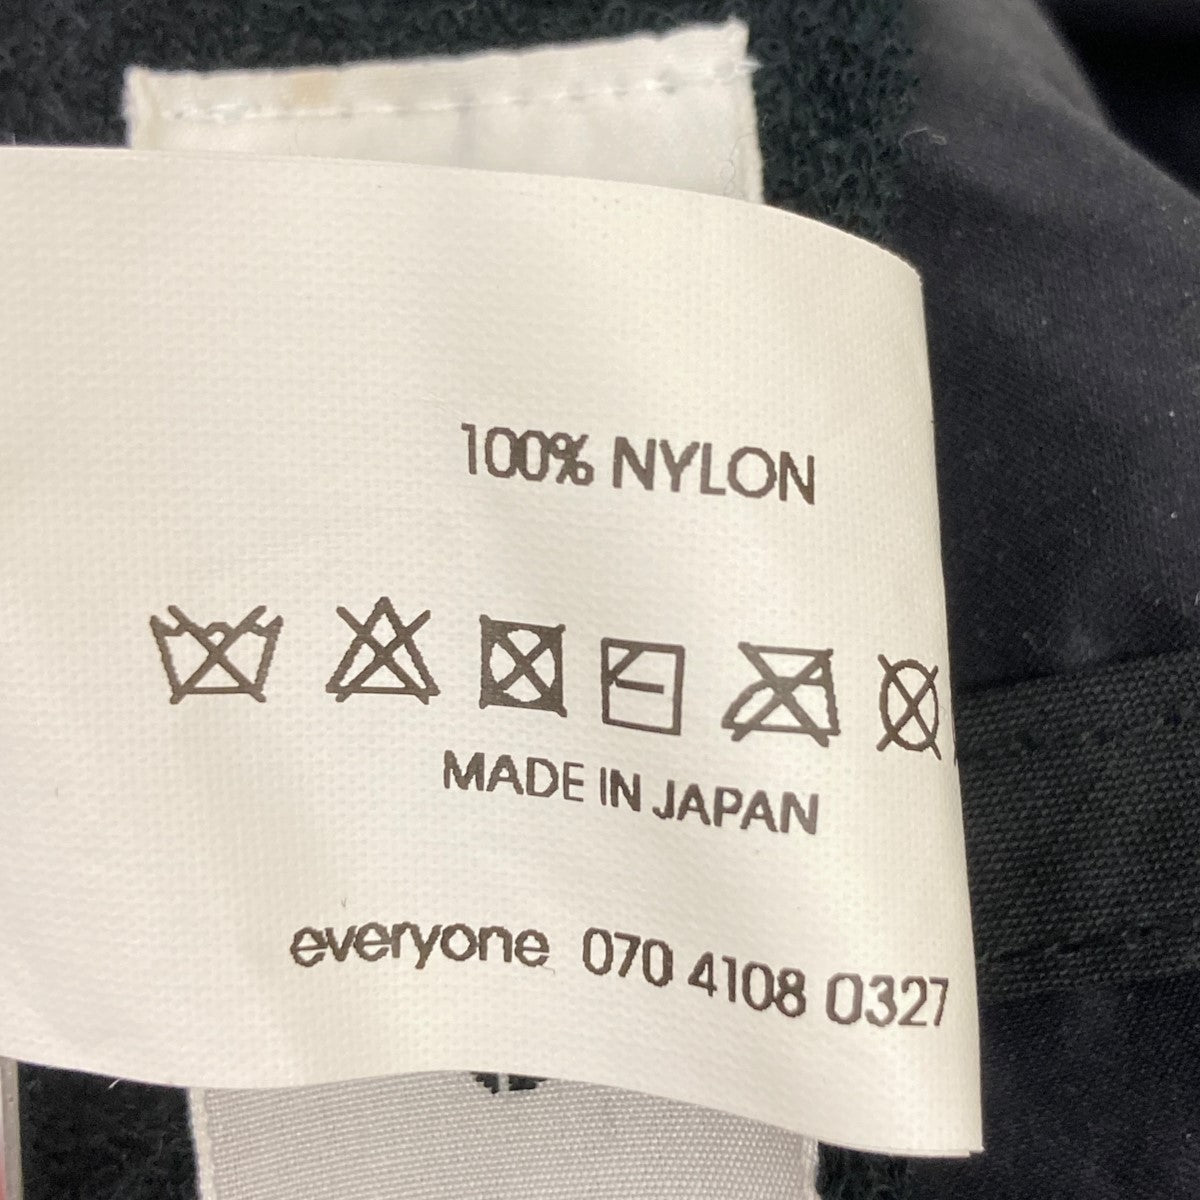 100% NYLON
MADE IN JAPAN
everyone 070 4108 0327